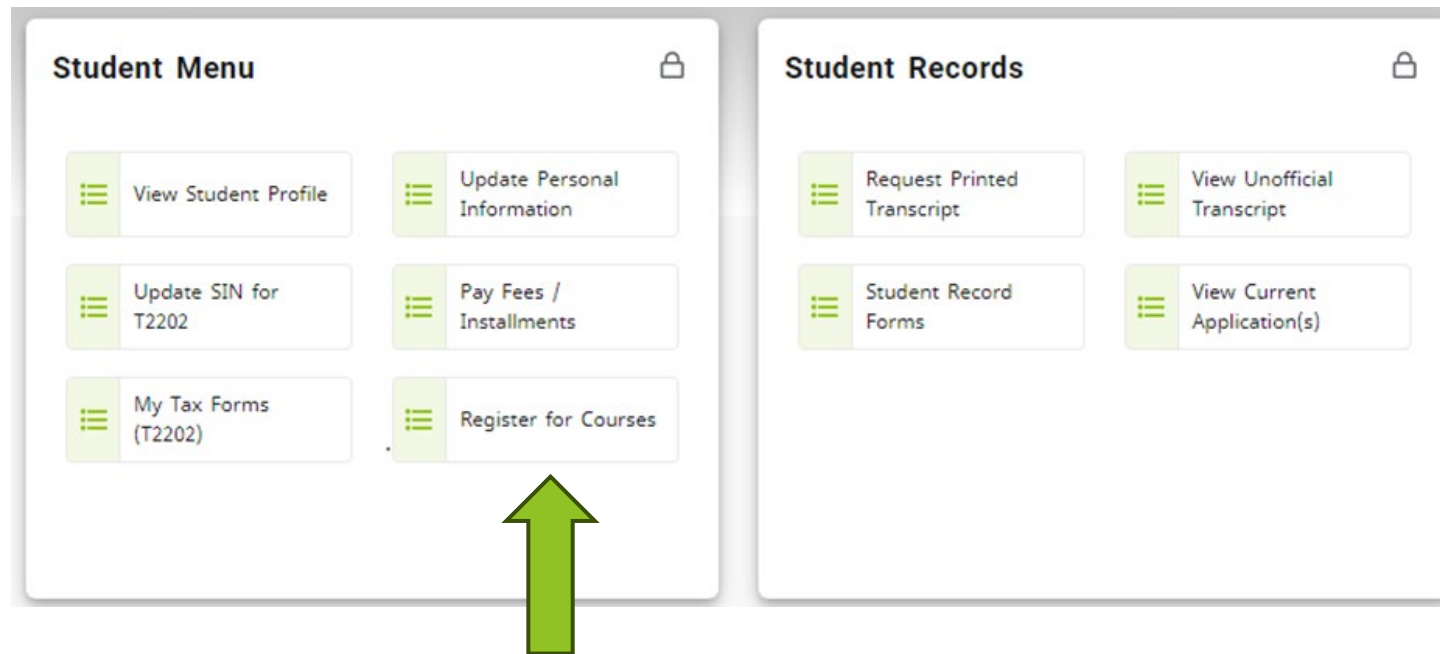 Student Menu
View Student Profile
Update Personal
Information
Update SIN for
T2202
Pay Fees /
Installments
My Tax Forms
(T2202)
Register for Courses
Student Records
Request Printed
Transcript
View Unofficial
Transcript
Student Record
Forms
View Current
Application(s)